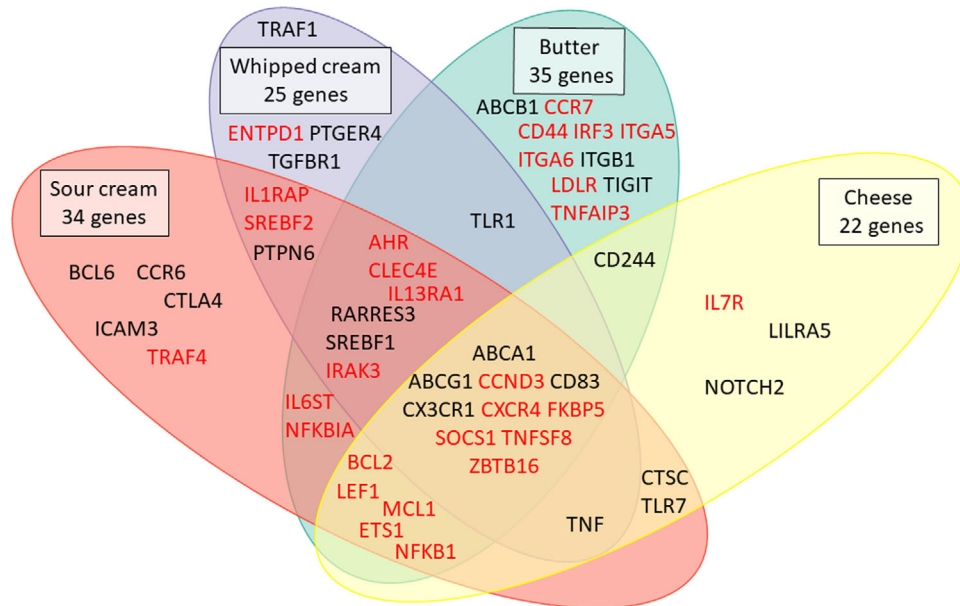 TRAF1
Whipped cream
25 genes
ENTPD1 PTGER4
TGFBR1
Butter
35 genes
ABCB1 CCR7
CD44 IRF3 ITGA5
ITGA6 ITGB1
LDLR TIGIT
TNFAIP3
Sour cream
34 genes
BCL6 CCR6
CTLA4
ICAM3
TRAF4
IL1RAP
SREBF2
PTPN6
TLR1
Cheese
22 genes
CD244
IL7R
LILRA5
NOTCH2
AHR
CLEC4E
IL13RA1
RARRES3
SREBF1
IRAK3
IL6ST
NFKBIA
ABCA1
ABCG1 CCND3 CD83
CX3CR1 CXCR4 FKBP5
SOCS1 TNFSF8
ZBTB16
BCL2
LEF1
MCL1
ETS1
NFKB1
TNF
CTSC
TLR7